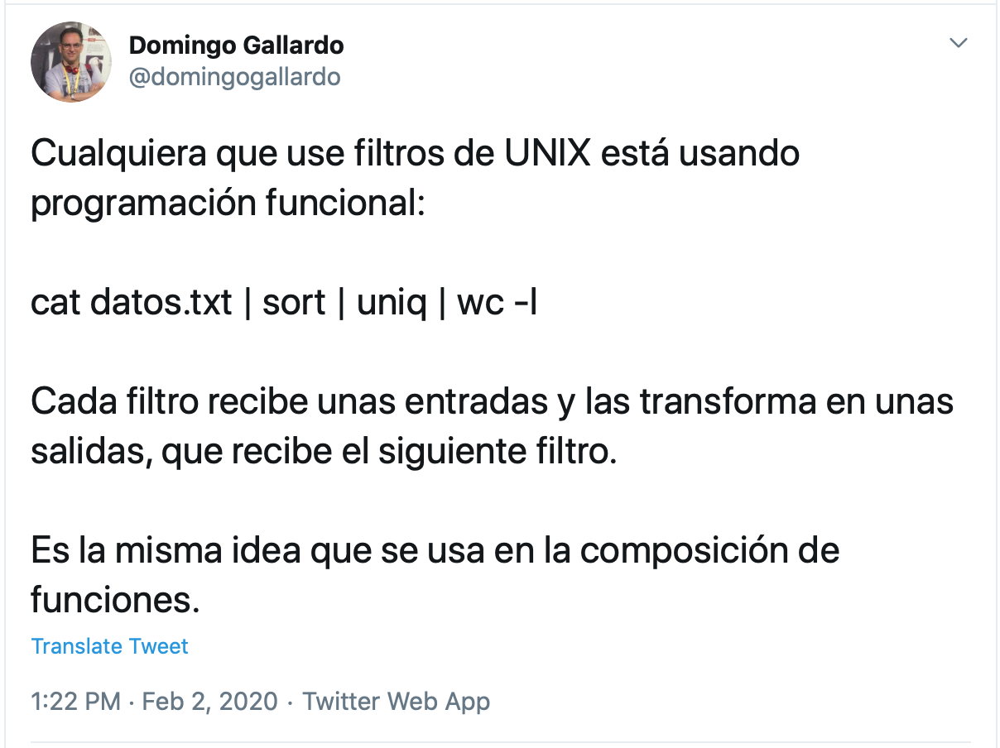 Domingo Gallardo
@domingogallardo
Cualquiera que use filtros de UNIX está usando
programación funcional:
cat datos.txt | sort | uniq | wc -l
Cada filtro recibe unas entradas y las transforma en unas
salidas, que recibe el siguiente filtro.
Es la misma idea que se usa en la composición de
funciones.
Translate Tweet
1:22 PM · Feb 2, 2020 · Twitter Web App